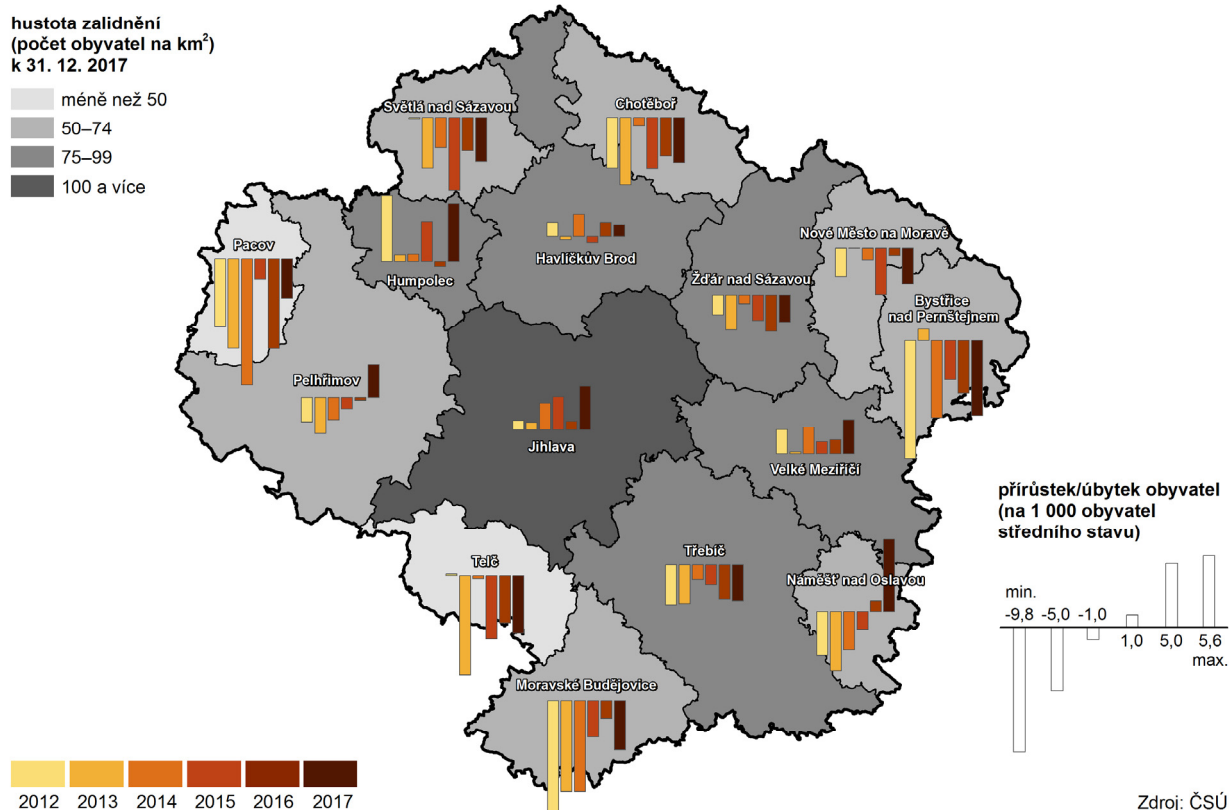 hustota zalidnění
(počet obyvatel na km²)
k 31. 12. 2017
méně než 50
50–74
75–99
100 a více
Světlá nad Sázavou
Chotěboř
Pacov
Humpolec
Havlíčkův Brod
Nové Město na Moravě
Žďár nad Sázavou
Bystřice
nad Pernštejnem
Pelhřimov
Jihlava
Velké Meziříčí
Telč
Třebíč
Náměšť nad Oslavou
Moravské Budějovice
přírůstek/úbytek obyvatel
(na 1 000 obyvatel
středního stavu)
min.
-9,8 -5,0 -1,0
1,0 5,0 5,6
max.
2012 2013 2014 2015 2016 2017
Zdroj: ČSÚ